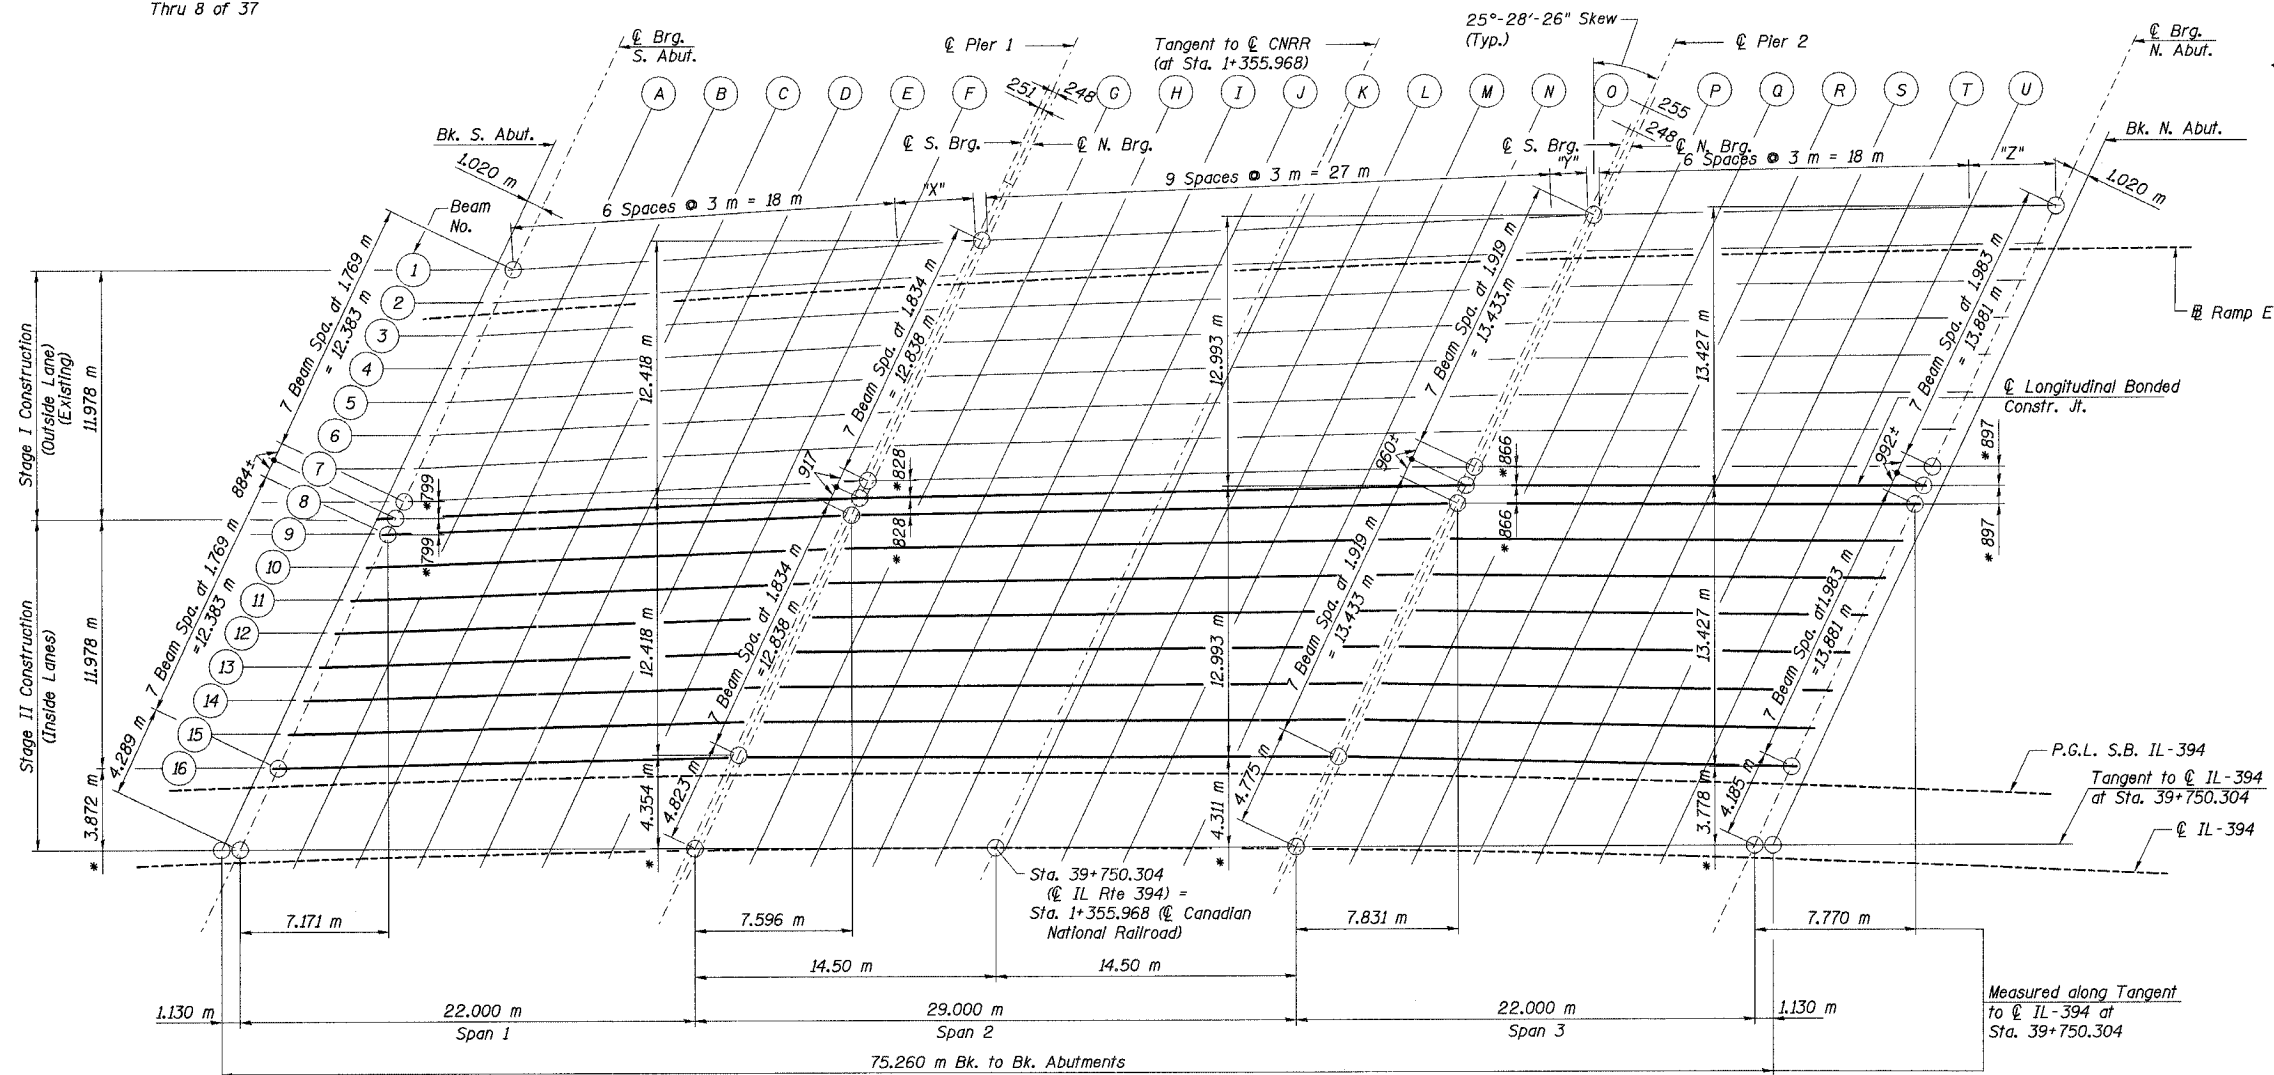 Thru 8 of 37
℄ Brg.
S. Abut.
℄ Pier 1
Tangent to ℄ CNRR
(at Sta. 1+355.968)
25°-28'-26" Skew
(Typ.)
℄ Pier 2
℄ Brg.
N. Abut.
A B C D E F G H I J K L M N O P Q R S T U
251
248
255
248
Bk. S. Abut.
℄ S. Brg.
℄ N. Brg.
℄ S. Brg.
℄ N. Brg.
Bk. N. Abut.
1.020 m
6 Spaces @ 3 m = 18 m
"X"
9 Spaces @ 3 m = 27 m
"Y"
6 Spaces @ 3 m = 18 m
"Z"
1.020 m
Beam
No.
1
2
3
4
5
6
7
8
9
10
11
12
13
14
15
16
Stage I Construction
(Outside Lane)
(Existing)
11.978 m
7 Beam Spa. at 1.769 m
= 12.383 m
12.418 m
7 Beam Spa. at 1.834 m
= 12.838 m
12.993 m
7 Beam Spa. at 1.919 m
= 13.433 m
13.427 m
7 Beam Spa. at 1.983 m
= 13.881 m
℄ Longitudinal Bonded
Constr. Jt.
℔ Ramp E
884±
917
960±
992±
*799
*828
*866
*897
*799
*828
*866
*897
Stage II Construction
(Inside Lanes)
11.978 m
7 Beam Spa. at 1.769 m
=12.383 m
12.418 m
7 Beam Spa. at 1.834 m
=12.838 m
12.993 m
7 Beam Spa. at 1.919 m
= 13.433 m
13.427 m
7 Beam Spa. at 1.983 m
=13.881 m
4.289 m
* 3.872 m
4.823 m
* 4.354 m
4.775 m
* 4.311 m
4.185 m
* 3.778 m
P.G.L. S.B. IL-394
Tangent to ℄ IL-394
at Sta. 39+750.304
℄ IL-394
Sta. 39+750.304
(℄ IL Rte 394) =
Sta. 1+355.968 (℄ Canadian
National Railroad)
7.171 m
7.596 m
7.831 m
7.770 m
14.50 m
14.50 m
1.130 m
22.000 m
Span 1
29.000 m
Span 2
22.000 m
Span 3
1.130 m
Measured along Tangent
to ℄ IL-394 at
Sta. 39+750.304
75.260 m Bk. to Bk. Abutments